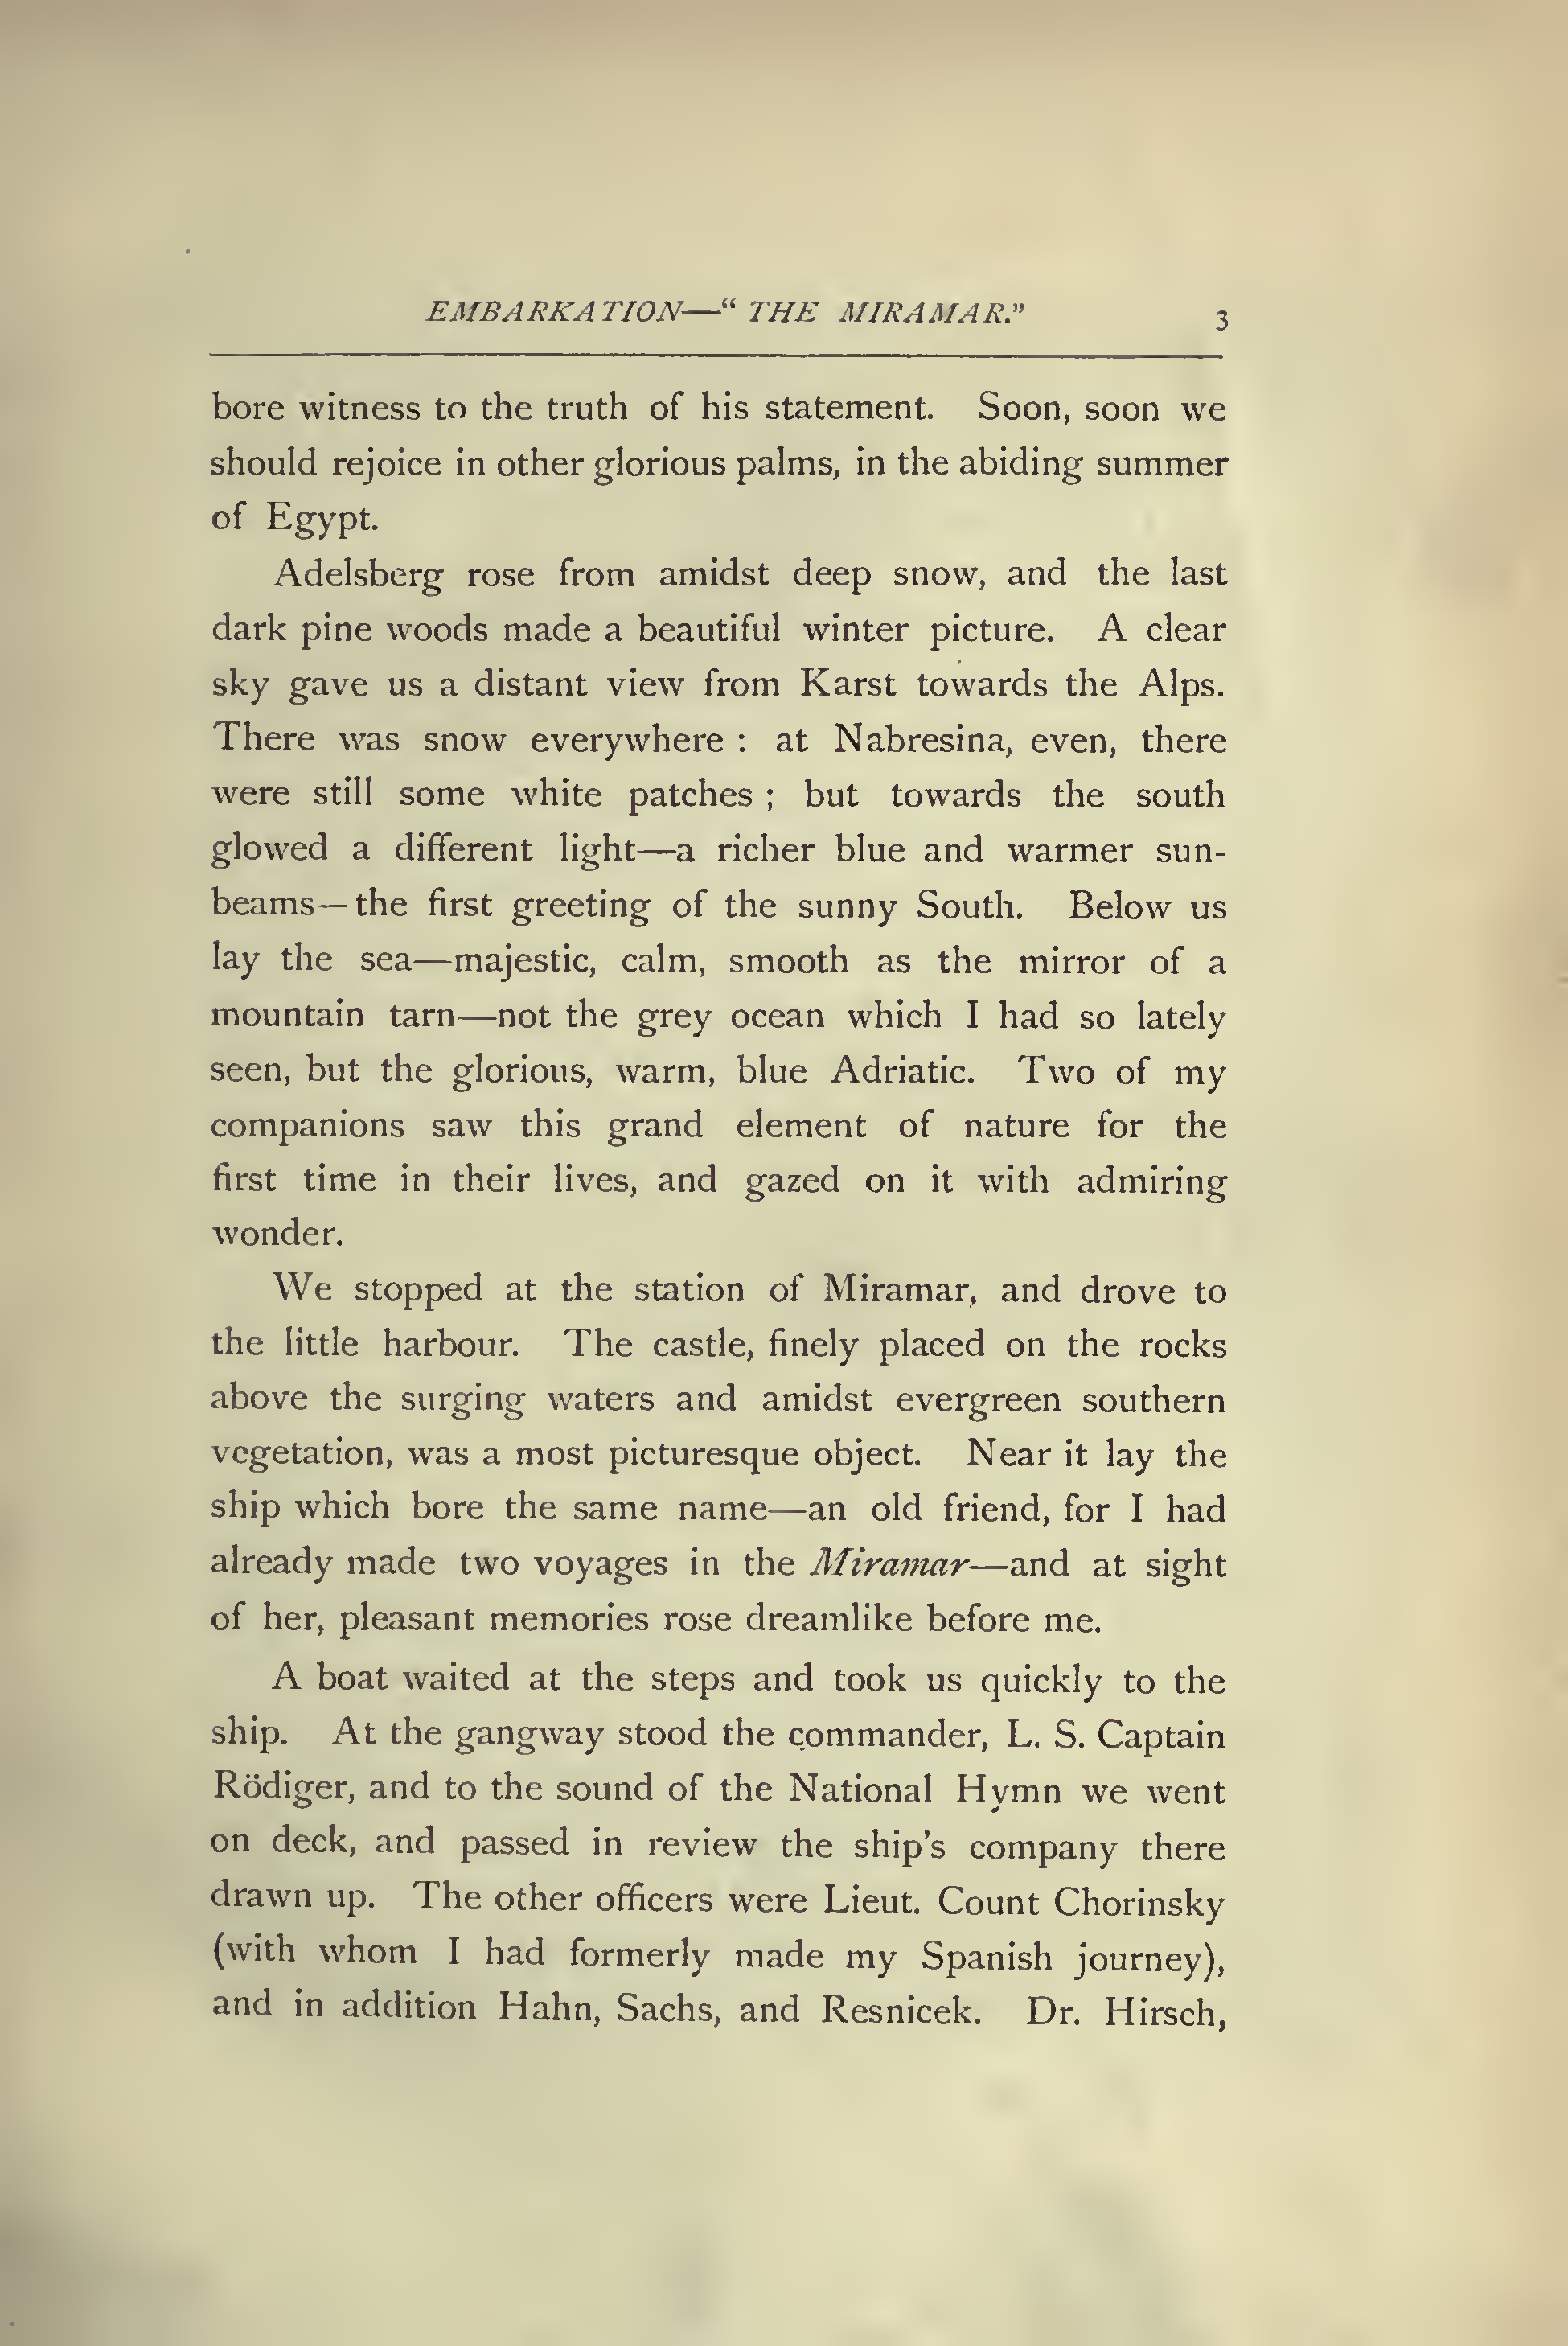 EMBARKATION—“ THE MIRAMAR.” 3
bore witness to the truth of his statement. Soon, soon we
should rejoice in other glorious palms, in the abiding summer
of Egypt.
Adelsberg rose from amidst deep snow, and the last
dark pine woods made a beautiful winter picture. A clear
sky gave us a distant view from Karst towards the Alps.
There was snow everywhere : at Nabresina, even, there
were still some white patches ; but towards the south
glowed a different light—a richer blue and warmer sun-
beams—the first greeting of the sunny South. Below us
lay the sea—majestic, calm, smooth as the mirror of a
mountain tarn—not the grey ocean which I had so lately
seen, but the glorious, warm, blue Adriatic. Two of my
companions saw this grand element of nature for the
first time in their lives, and gazed on it with admiring
wonder.
We stopped at the station of Miramar, and drove to
the little harbour. The castle, finely placed on the rocks
above the surging waters and amidst evergreen southern
vegetation, was a most picturesque object. Near it lay the
ship which bore the same name—an old friend, for I had
already made two voyages in the Miramar—and at sight
of her, pleasant memories rose dreamlike before me.
A boat waited at the steps and took us quickly to the
ship. At the gangway stood the commander, L. S. Captain
Rödiger, and to the sound of the National Hymn we went
on deck, and passed in review the ship’s company there
drawn up. The other officers were Lieut. Count Chorinsky
(with whom I had formerly made my Spanish journey),
and in addition Hahn, Sachs, and Resnicek. Dr. Hirsch,